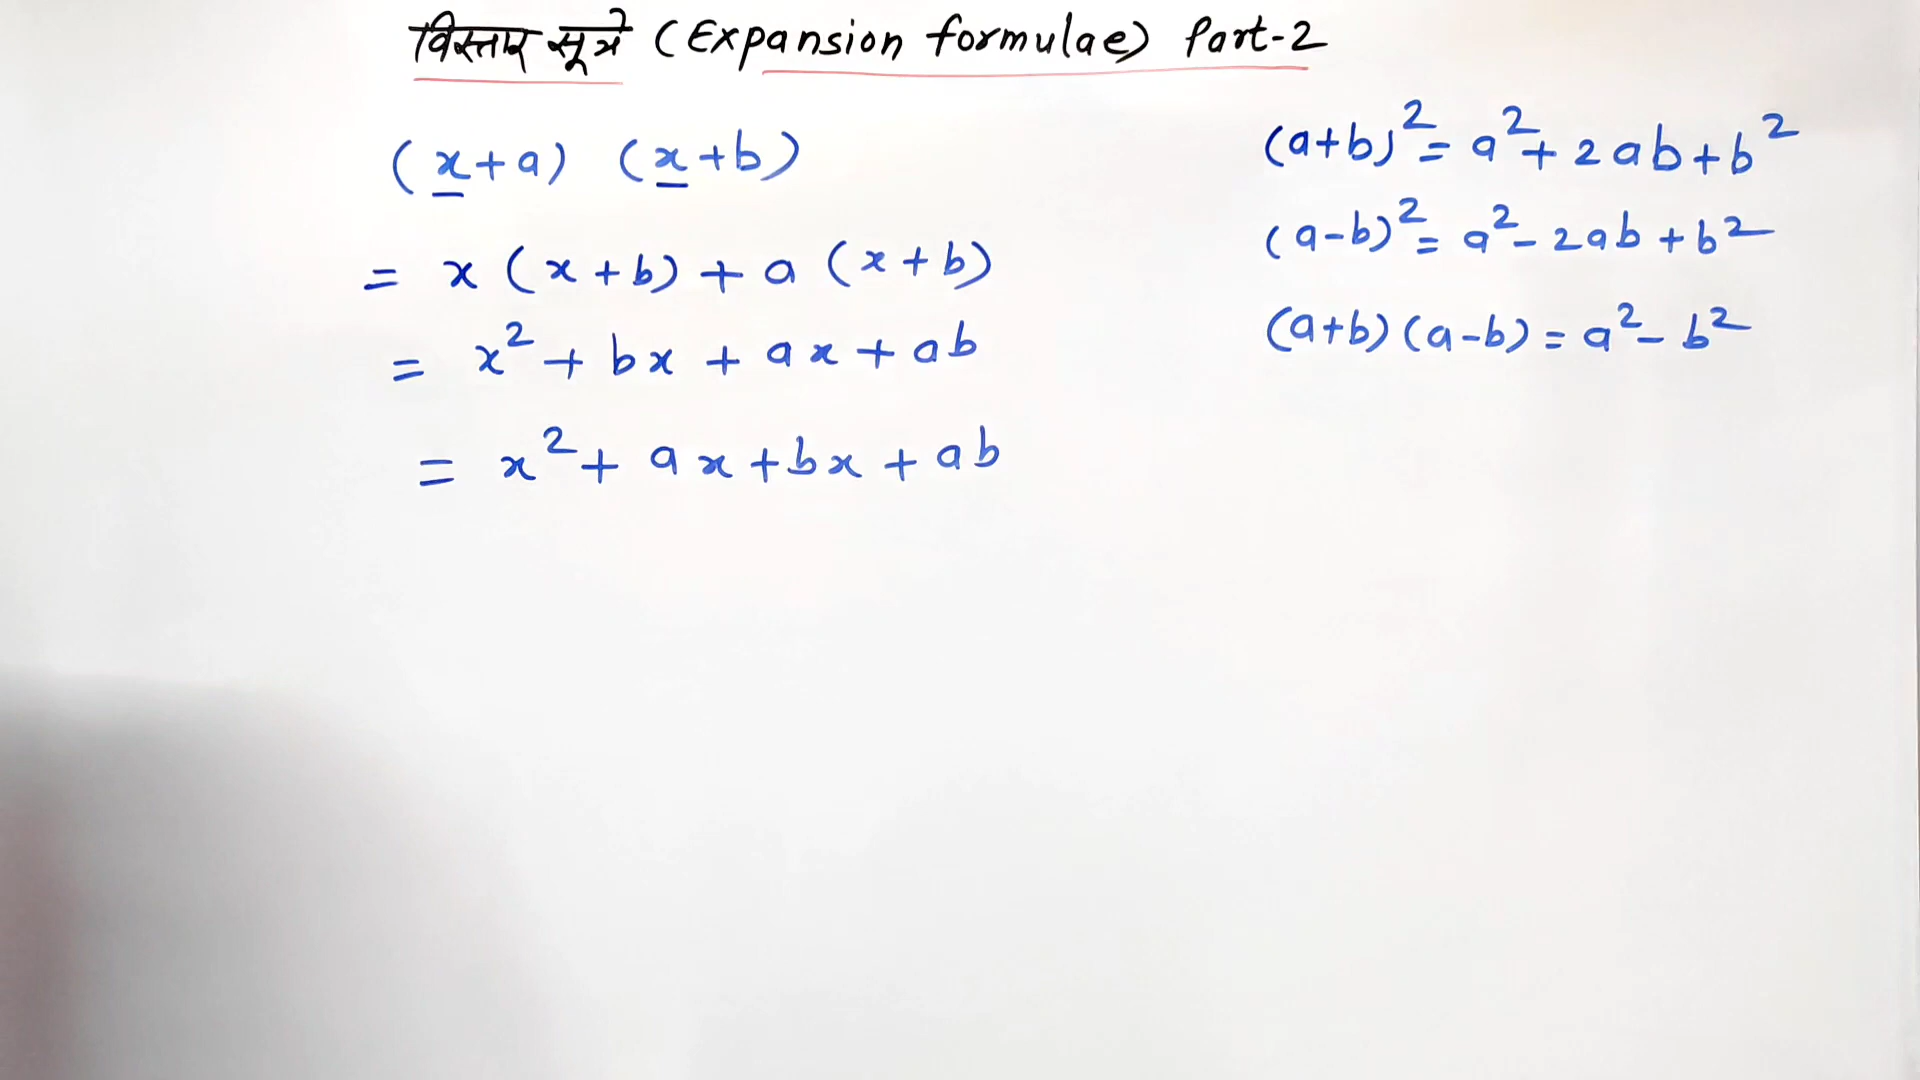 विस्तार सूत्रे (Expansion formulae) Part-2
(x+a) (x+b)
= x (x+b) + a (x+b)
= x² + bx + ax + ab
= x² + ax + bx + ab
(a+b)² = a² + 2ab + b²
(a-b)² = a² - 2ab + b²
(a+b) (a-b) = a² - b²